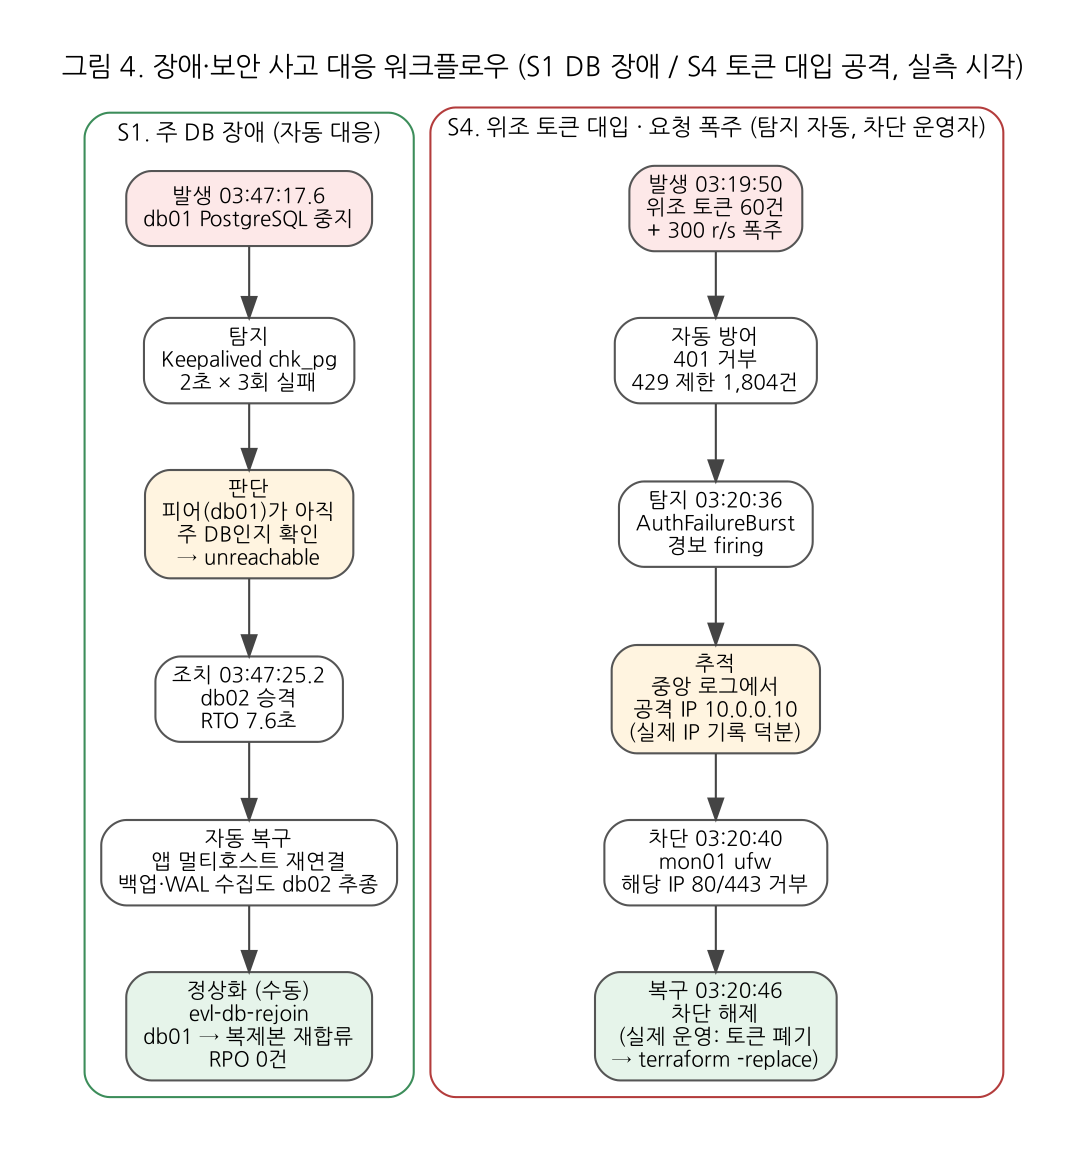 그림 4. 장애·보안 사고 대응 워크플로우 (S1 DB 장애 / S4 토큰 대입 공격, 실측 시각)
S1. 주 DB 장애 (자동 대응)
발생 03:47:17.6
db01 PostgreSQL 중지
탐지
Keepalived chk_pg
2초 × 3회 실패
판단
피어(db01)가 아직
주 DB인지 확인
→ unreachable
조치 03:47:25.2
db02 승격
RTO 7.6초
자동 복구
앱 멀티호스트 재연결
백업·WAL 수집도 db02 추종
정상화 (수동)
evl-db-rejoin
db01 → 복제본 재합류
RPO 0건
S4. 위조 토큰 대입 · 요청 폭주 (탐지 자동, 차단 운영자)
발생 03:19:50
위조 토큰 60건
+ 300 r/s 폭주
자동 방어
401 거부
429 제한 1,804건
탐지 03:20:36
AuthFailureBurst
경보 firing
추적
중앙 로그에서
공격 IP 10.0.0.10
(실제 IP 기록 덕분)
차단 03:20:40
mon01 ufw
해당 IP 80/443 거부
복구 03:20:46
차단 해제
(실제 운영: 토큰 폐기
→ terraform -replace)